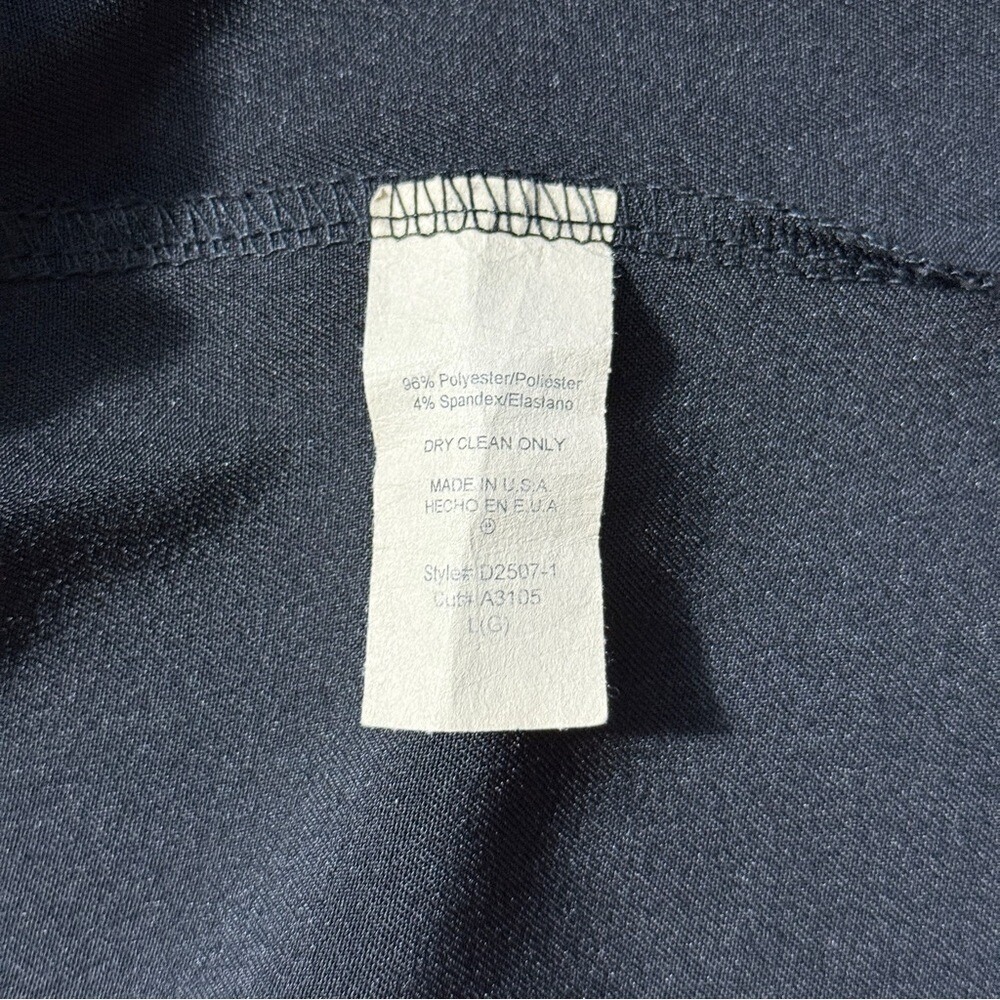 96% Polyester/Poliéster
4% Spandex/Elastano
DRY CLEAN ONLY
MADE IN U.S.A
HECHO EN E.U.A
Style# D2507-1
Cut# A3105
L(G)